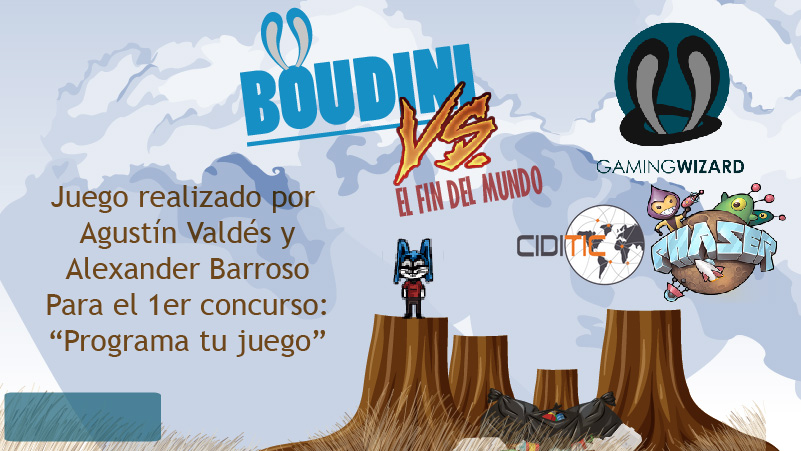 BOUDINI
VS.
EL FIN DEL MUNDO
GAMINGWIZARD
Juego realizado por
Agustín Valdés y
Alexander Barroso
Para el 1er concurso:
“Programa tu juego”
CIDITIC
PHASER